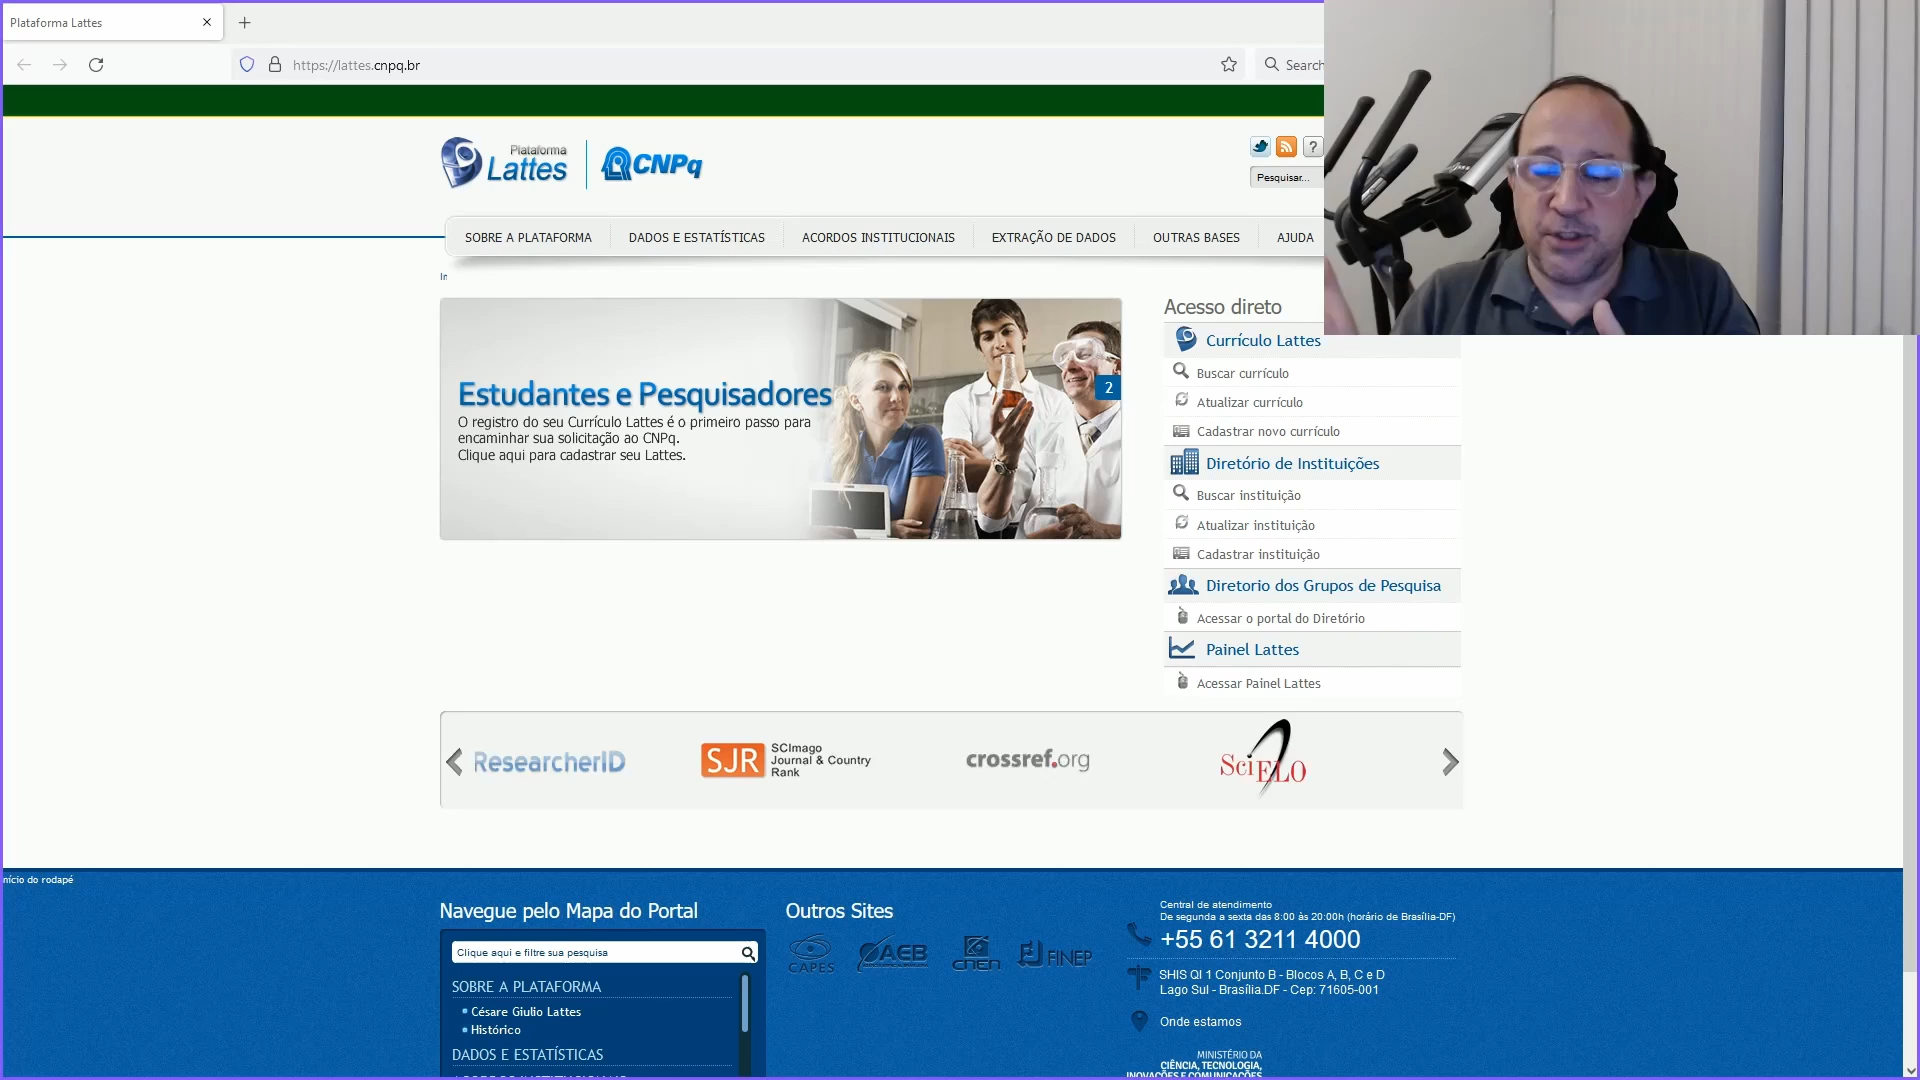 Plataforma Lattes
https://lattes.cnpq.br
Search
Plataforma
Lattes
CNPq
?
Pesquisar...
SOBRE A PLATAFORMA
DADOS E ESTATÍSTICAS
ACORDOS INSTITUCIONAIS
EXTRAÇÃO DE DADOS
OUTRAS BASES
AJUDA
In
Estudantes e Pesquisadores
O registro do seu Currículo Lattes é o primeiro passo para
encaminhar sua solicitação ao CNPq.
Clique aqui para cadastrar seu Lattes.
2
Acesso direto
Currículo Lattes
Buscar currículo
Atualizar currículo
Cadastrar novo currículo
Diretório de Instituições
Buscar instituição
Atualizar instituição
Cadastrar instituição
Diretorio dos Grupos de Pesquisa
Acessar o portal do Diretório
Painel Lattes
Acessar Painel Lattes
ResearcherID
SJR
SCImago
Journal & Country
Rank
crossref.org
SciELO
nício do rodapé
Navegue pelo Mapa do Portal
Clique aqui e filtre sua pesquisa
SOBRE A PLATAFORMA
César Giulio Lattes
Histórico
DADOS E ESTATÍSTICAS
Outros Sites
CAPES
AEB
CNEN
FINEP
Central de atendimento
De segunda a sexta das 8:00 às 20:00h (horário de Brasília-DF)
+55 61 3211 4000
SHIS QI 1 Conjunto B - Blocos A, B, C e D
Lago Sul - Brasília.DF - Cep: 71605-001
Onde estamos
MINISTÉRIO DA
CIÊNCIA, TECNOLOGIA,
INOVAÇÕES E COMUNICAÇÕES